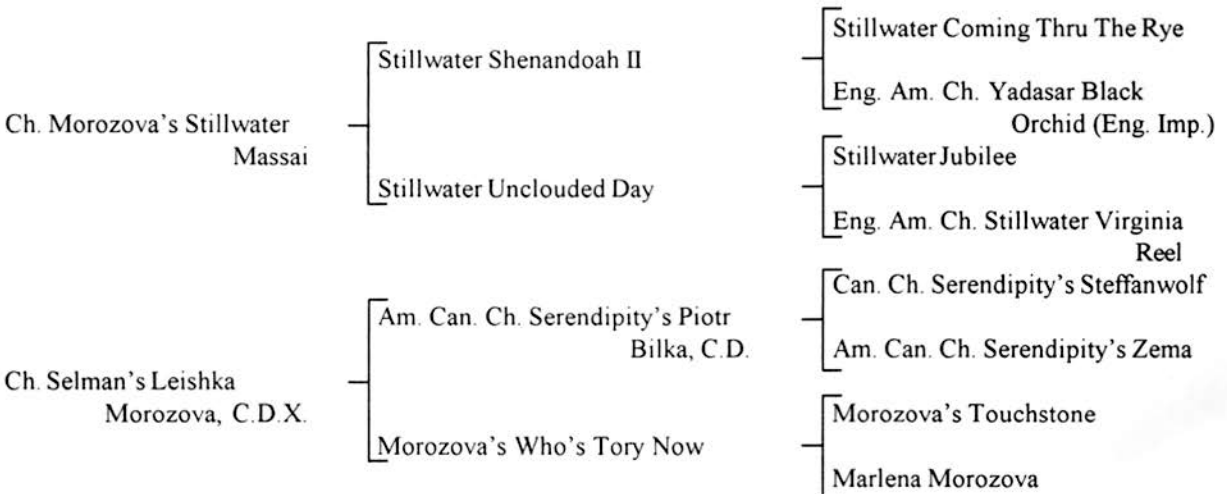 Ch. Morozova's Stillwater
Massai
Stillwater Shenandoah II
Stillwater Unclouded Day
Stillwater Coming Thru The Rye
Eng. Am. Ch. Yadasar Black
Orchid (Eng. Imp.)
Stillwater Jubilee
Eng. Am. Ch. Stillwater Virginia
Reel
Ch. Selman's Leishka
Morozova, C.D.X.
Am. Can. Ch. Serendipity's Piotr
Bilka, C.D.
Morozova's Who's Tory Now
Can. Ch. Serendipity's Steffanwolf
Am. Can. Ch. Serendipity's Zema
Morozova's Touchstone
Marlena Morozova